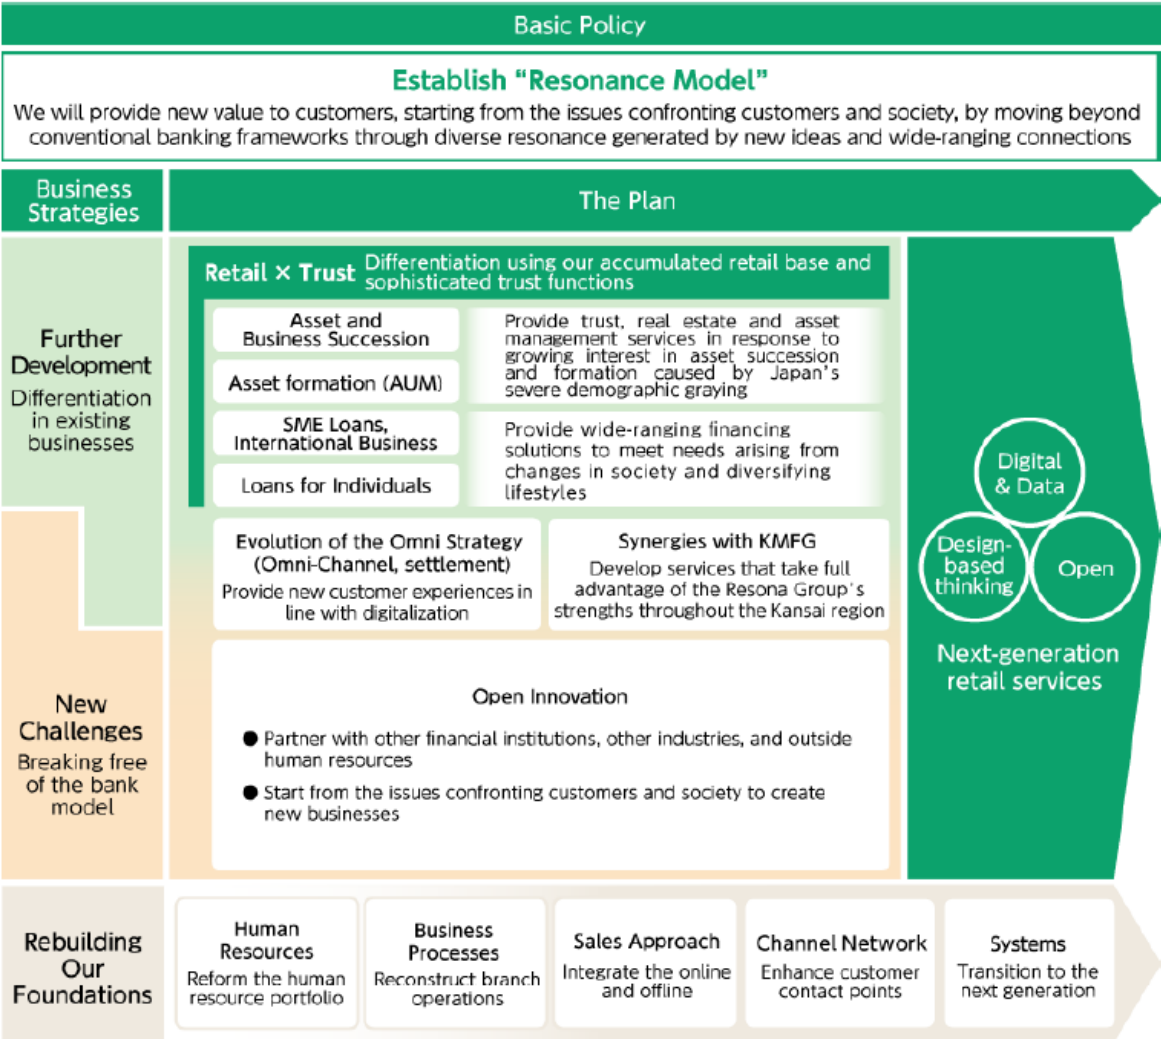 Basic Policy
Establish “Resonance Model”
We will provide new value to customers, starting from the issues confronting customers and society, by moving beyond
conventional banking frameworks through diverse resonance generated by new ideas and wide-ranging connections
Business
Strategies
The Plan
Further
Development
Differentiation
in existing
businesses
Retail × Trust
Differentiation using our accumulated retail base and
sophisticated trust functions
Asset and
Business Succession
Asset formation (AUM)
Provide trust, real estate and asset
management services in response to
growing interest in asset succession
and formation caused by Japan's
severe demographic graying
SME Loans,
International Business
Loans for Individuals
Provide wide-ranging financing
solutions to meet needs arising from
changes in society and diversifying
lifestyles
Evolution of the Omni Strategy
(Omni-Channel, settlement)
Provide new customer experiences in
line with digitalization
Synergies with KMFG
Develop services that take full
advantage of the Resona Group's
strengths throughout the Kansai region
New
Challenges
Breaking free
of the bank
model
Open Innovation
● Partner with other financial institutions, other industries, and outside
human resources
● Start from the issues confronting customers and society to create
new businesses
Digital
& Data
Design-
based
thinking
Open
Next-generation
retail services
Rebuilding
Our
Foundations
Human
Resources
Reform the human
resource portfolio
Business
Processes
Reconstruct branch
operations
Sales Approach
Integrate the online
and offline
Channel Network
Enhance customer
contact points
Systems
Transition to the
next generation